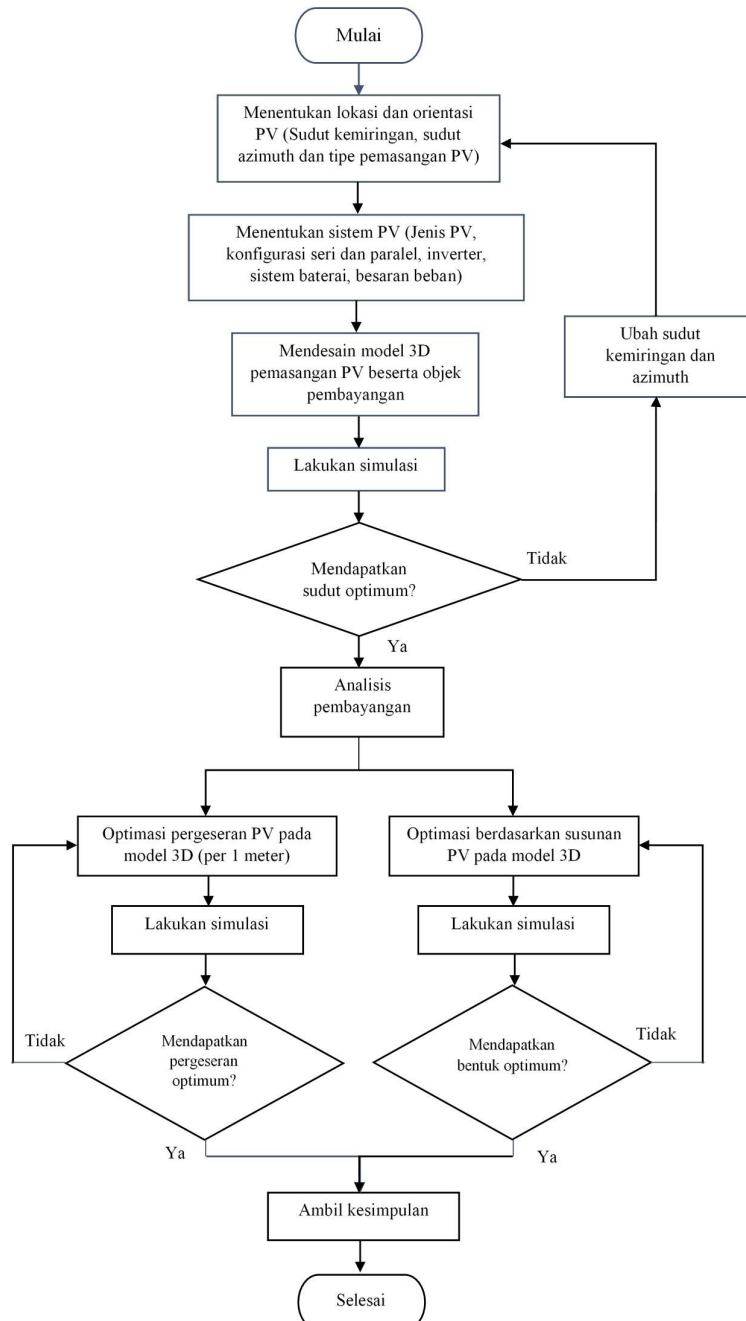 Mulai
Menentukan lokasi dan orientasi
PV (Sudut kemiringan, sudut
azimuth dan tipe pemasangan PV)
Menentukan sistem PV (Jenis PV,
konfigurasi seri dan paralel, inverter,
sistem baterai, besaran beban)
Ubah sudut
kemiringan dan
azimuth
Mendesain model 3D
pemasangan PV beserta objek
pembayangan
Lakukan simulasi
Mendapatkan
sudut optimum?
Tidak
Ya
Analisis
pembayangan
Optimasi pergeseran PV pada
model 3D (per 1 meter)
Lakukan simulasi
Tidak
Mendapatkan
pergeseran
optimum?
Ya
Optimasi berdasarkan susunan
PV pada model 3D
Lakukan simulasi
Mendapatkan
bentuk optimum?
Tidak
Ya
Ambil kesimpulan
Selesai